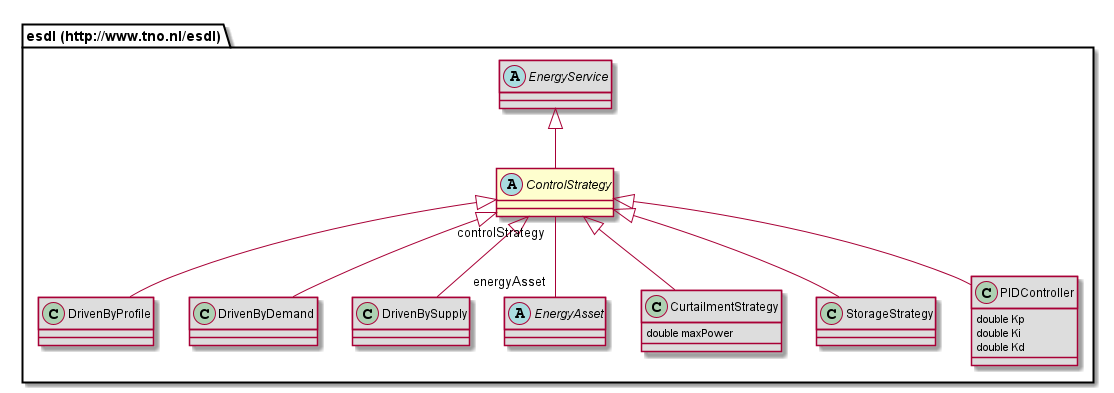 esdl (http://www.tno.nl/esdl)
A EnergyService
A ControlStrategy
controlStrategy
energyAsset
C DrivenByProfile
C DrivenByDemand
C DrivenBySupply
A EnergyAsset
C CurtailmentStrategy
double maxPower
C StorageStrategy
C PIDController
double Kp
double Ki
double Kd